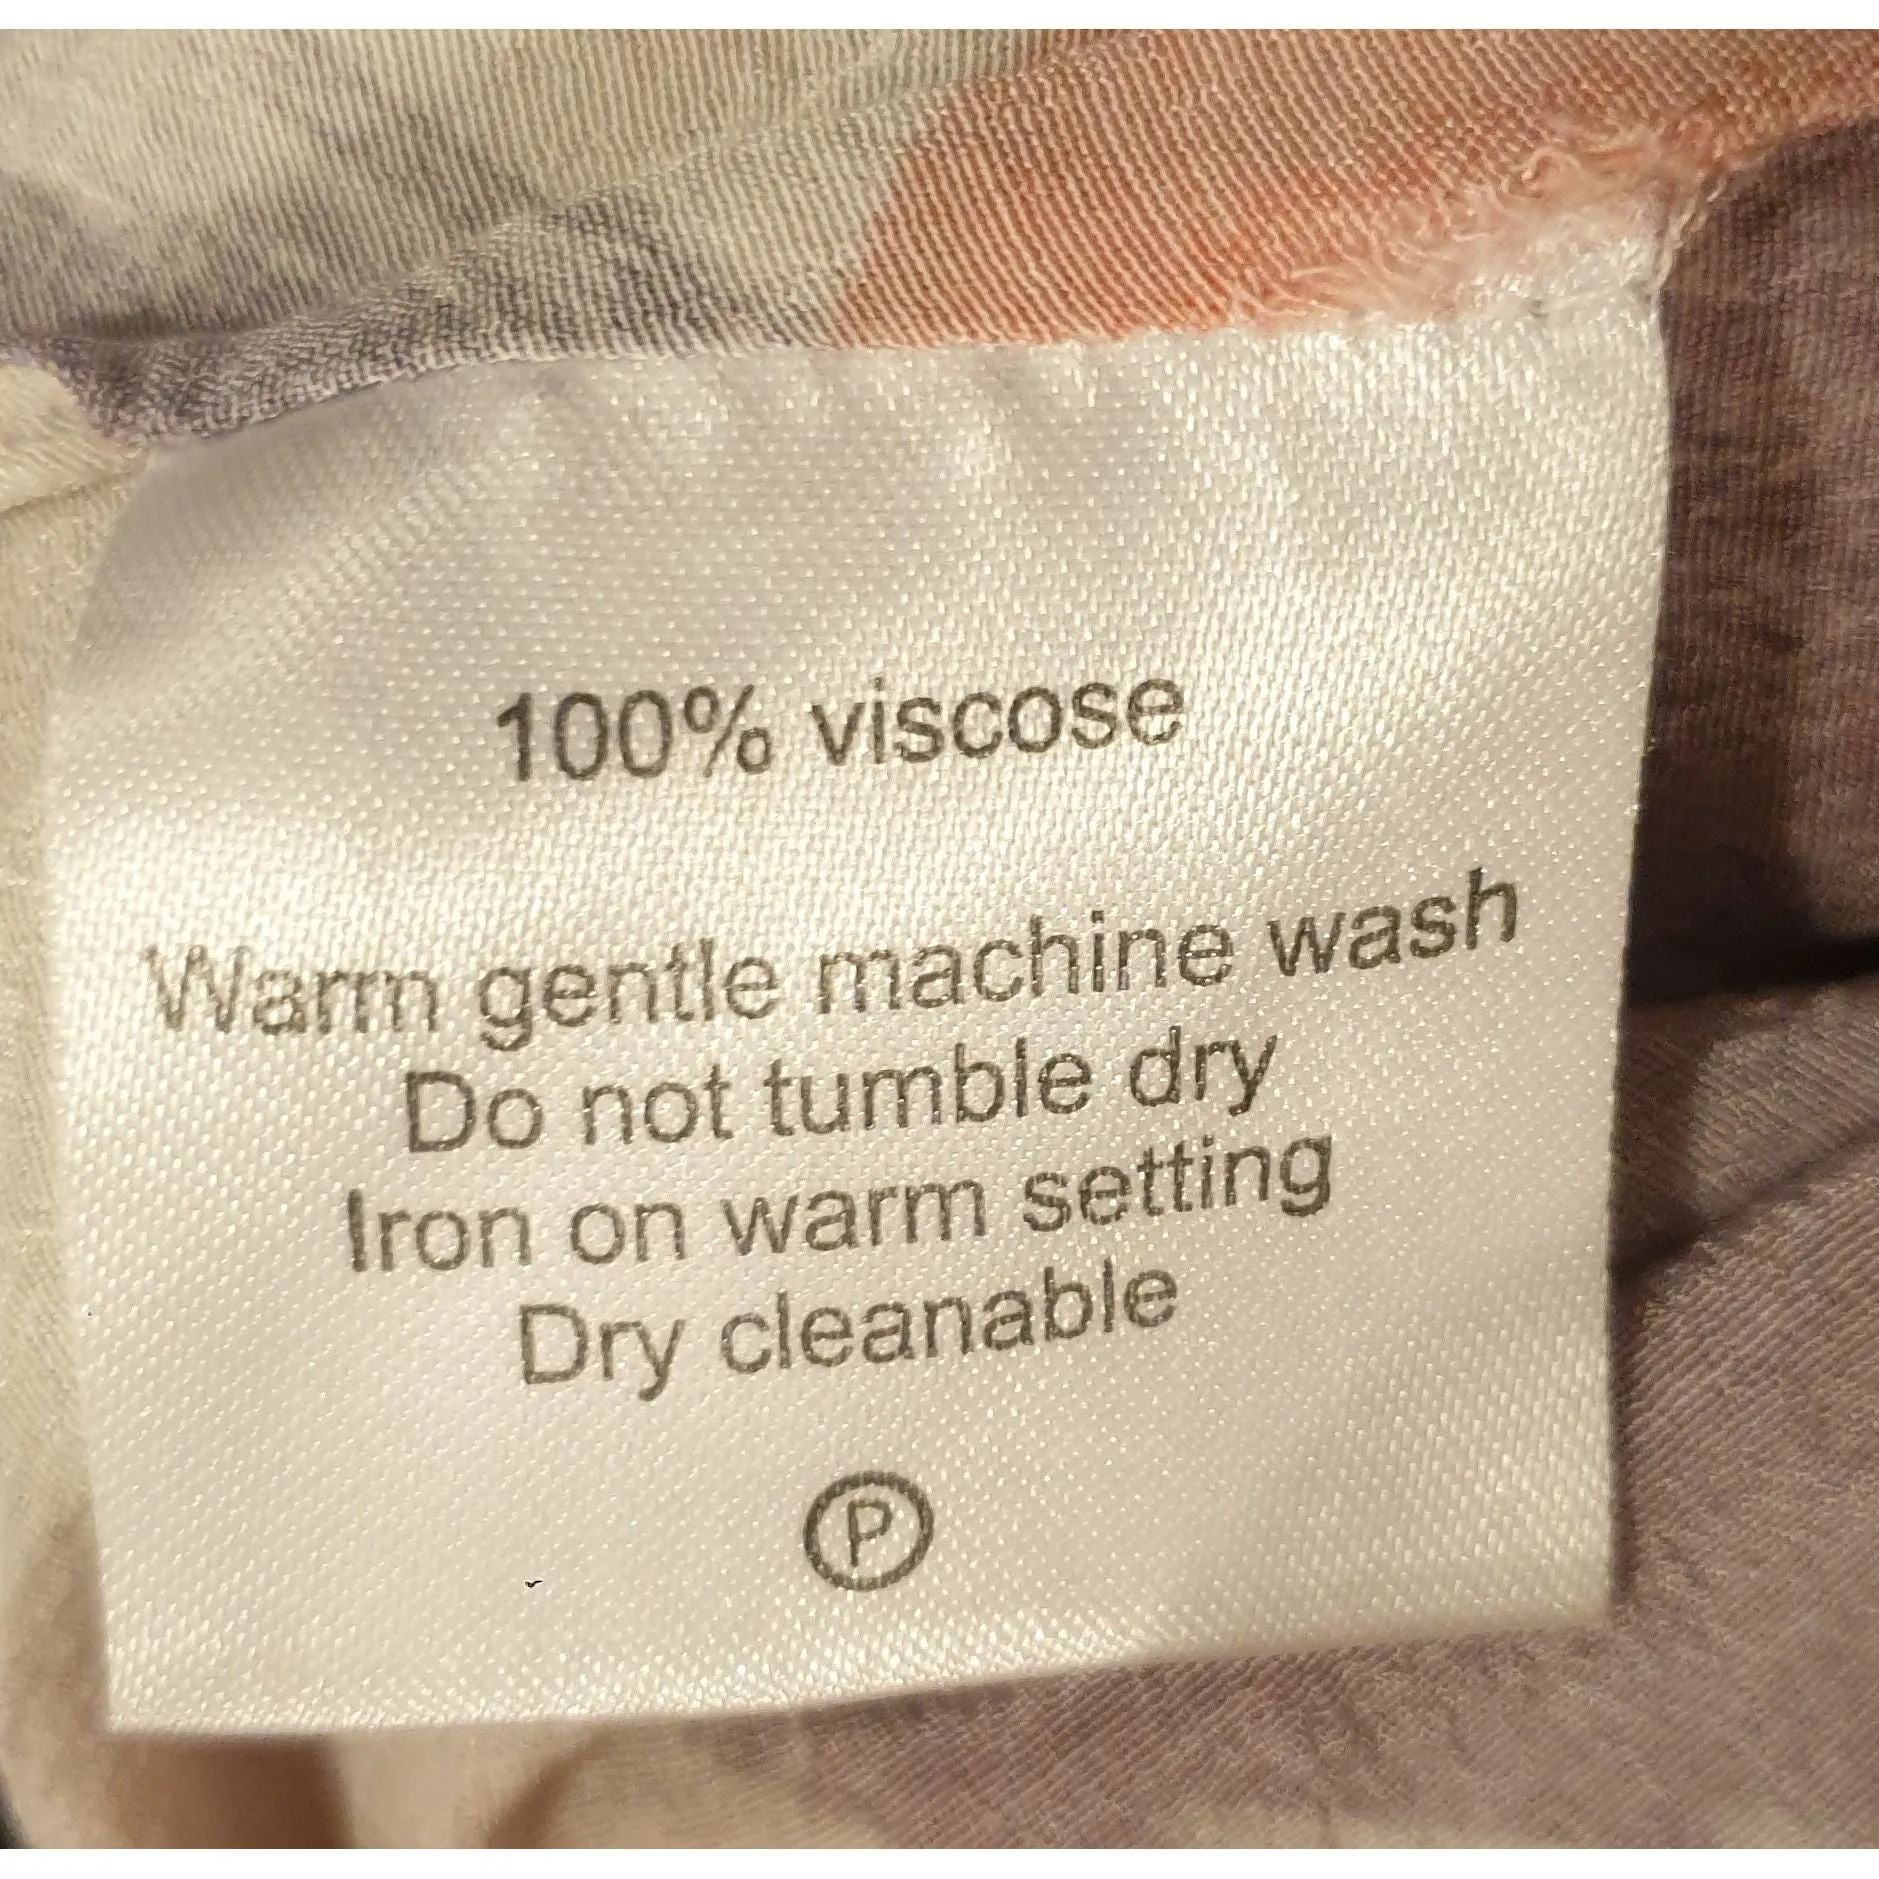 100% viscose
Warm gentle machine wash
Do not tumble dry
Iron on warm setting
Dry cleanable
P